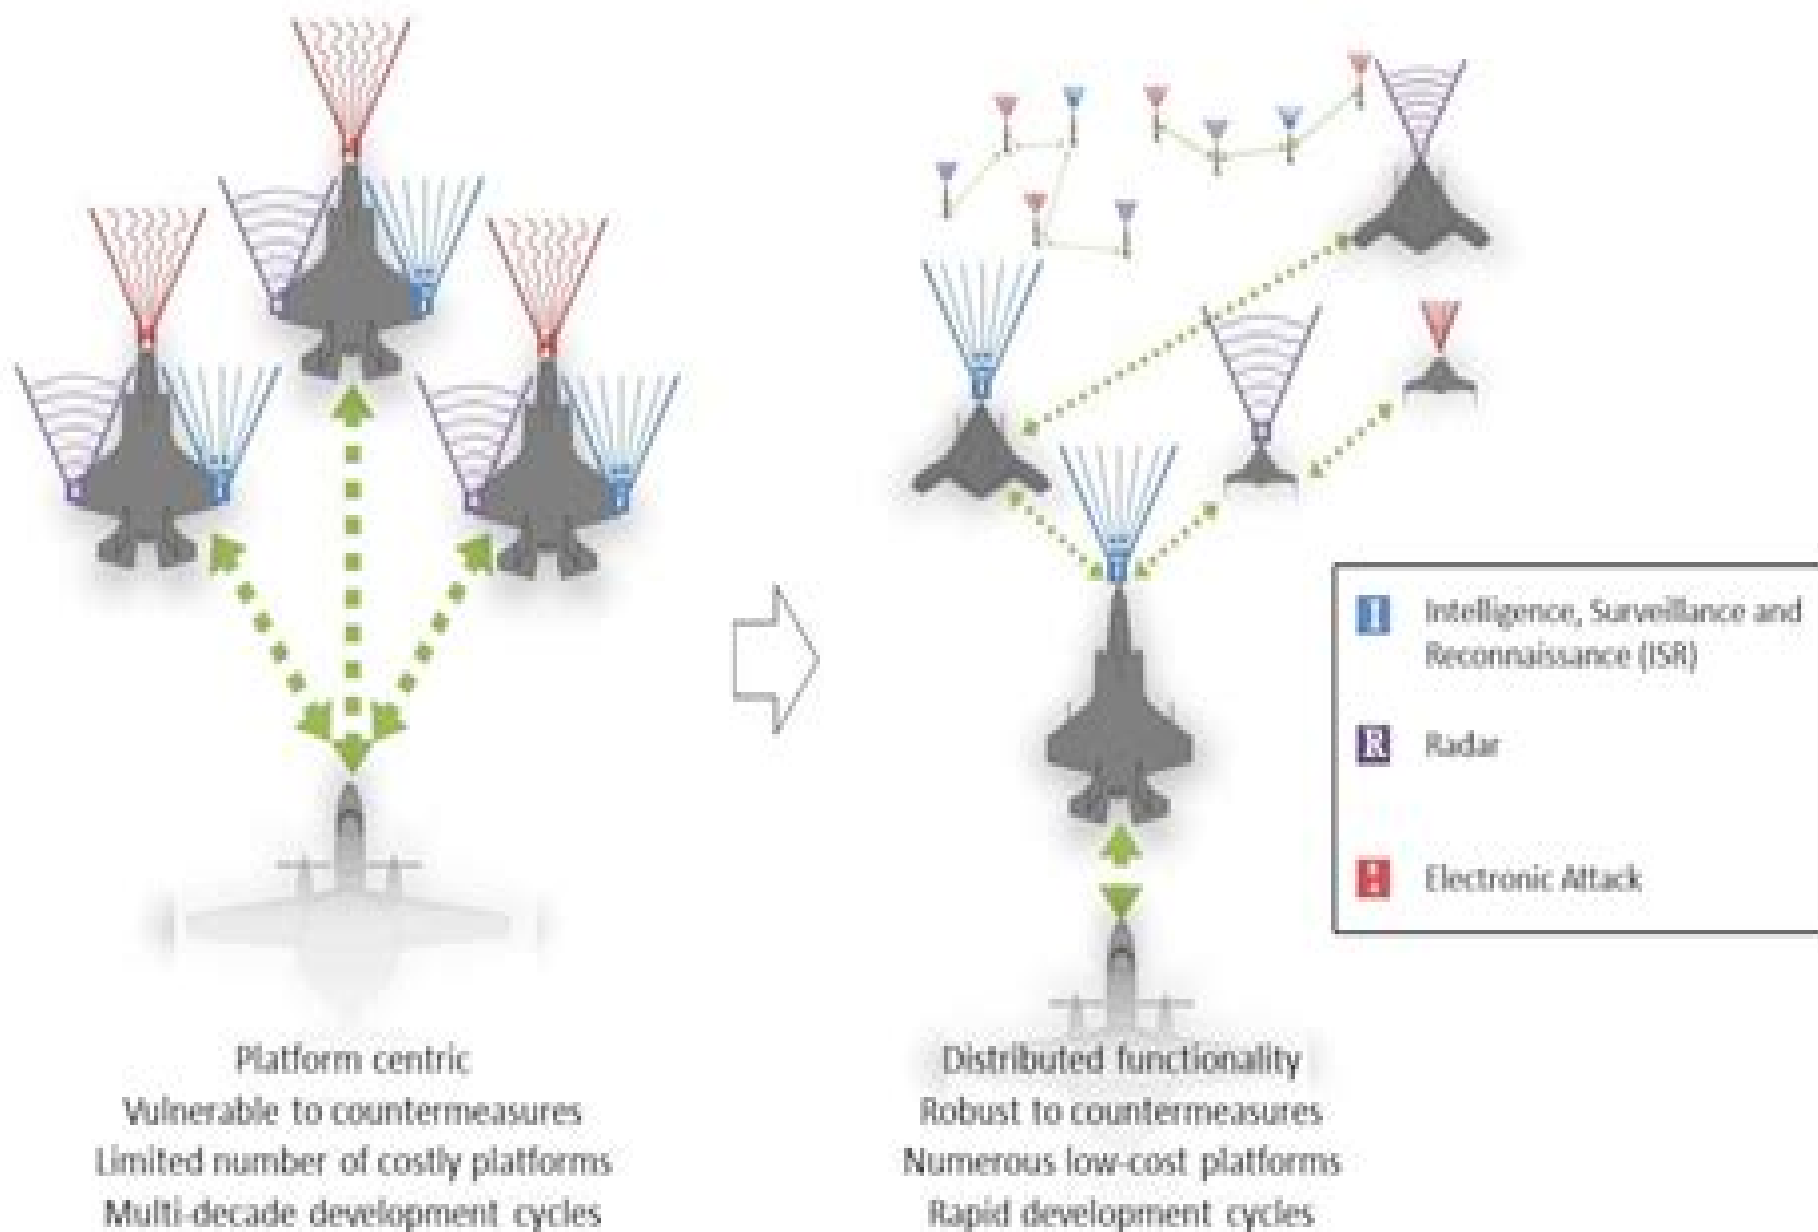 Platform centric
Vulnerable to countermeasures
Limited number of costly platforms
Multi-decade development cycles
Distributed functionality
Robust to countermeasures
Numerous low-cost platforms
Rapid development cycles
I Intelligence, Surveillance and
Reconnaissance (ISR)
R Radar
Electronic Attack